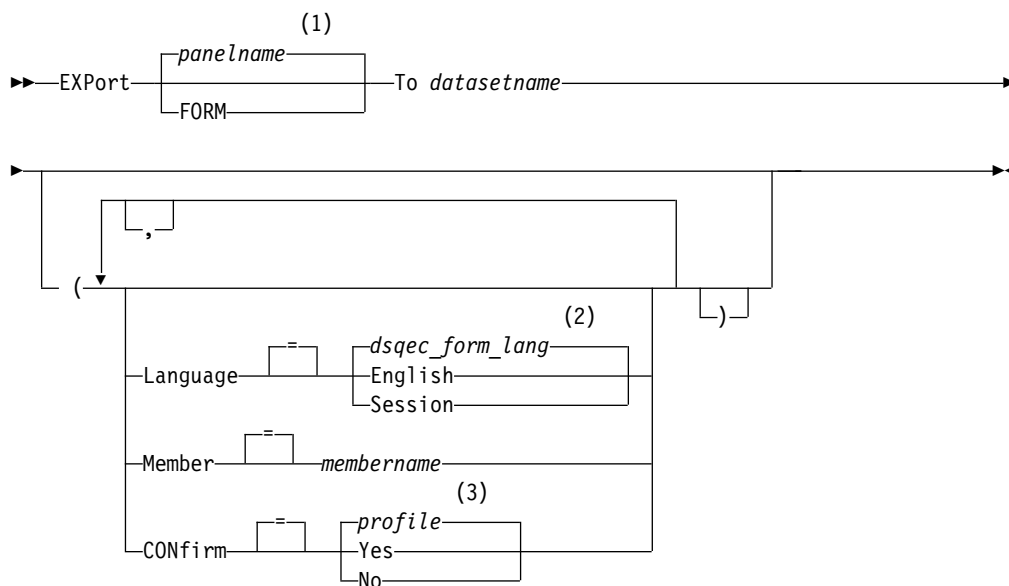 (1)
panelname
EXPort To datasetname
FORM
,
(
)
(2)
= dsqec_form_lang
Language English
Session
=
Member membername
(3)
= profile
CONfirm Yes
No